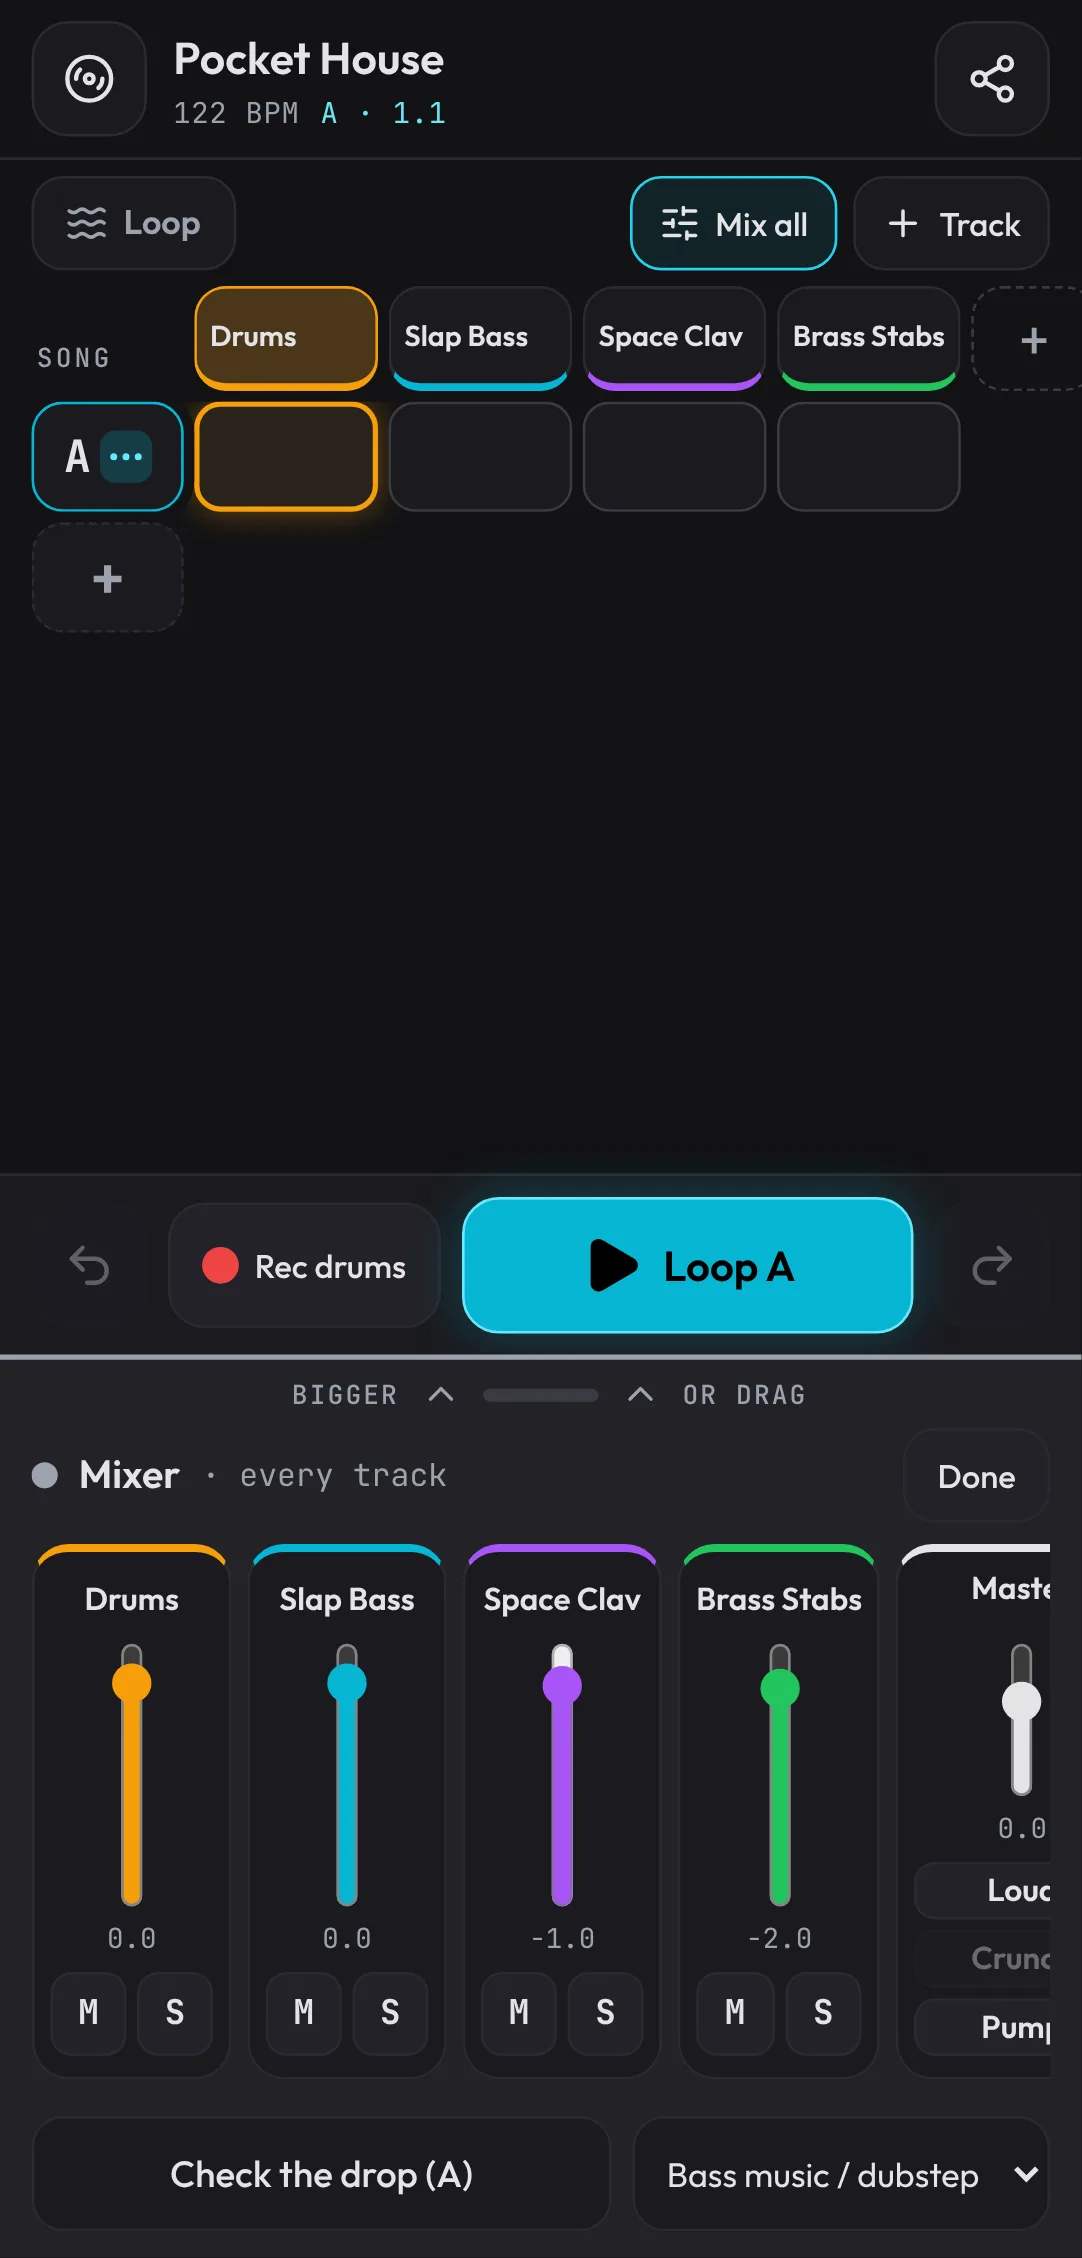 Pocket House
122 BPM A · 1.1
Loop
Mix all
+ Track
SONG
Drums
Slap Bass
Space Clav
Brass Stabs
+
A ...
+
Rec drums
Loop A
BIGGER
OR DRAG
Mixer · every track
Done
Drums
Slap Bass
Space Clav
Brass Stabs
0.0
0.0
-1.0
-2.0
0.0
M S
M S
M S
M S
Check the drop (A)
Bass music / dubstep